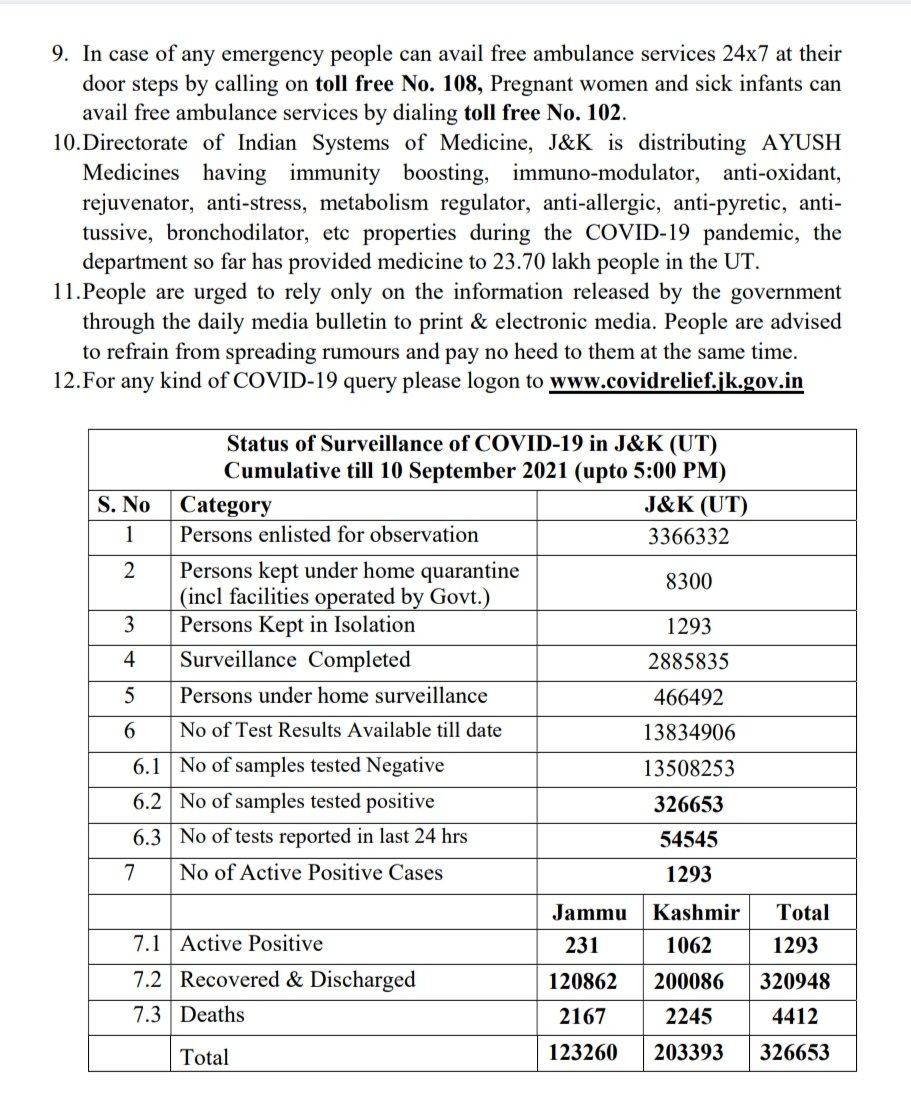 9. In case of any emergency people can avail free ambulance services 24x7 at their
door steps by calling on toll free No. 108, Pregnant women and sick infants can
avail free ambulance services by dialing toll free No. 102.
10.Directorate of Indian Systems of Medicine, J&K is distributing AYUSH
Medicines having immunity boosting, immuno-modulator, anti-oxidant,
rejuvenator, anti-stress, metabolism regulator, anti-allergic, anti-pyretic, anti-
tussive, bronchodilator, etc properties during the COVID-19 pandemic, the
department so far has provided medicine to 23.70 lakh people in the UT.
11.People are urged to rely only on the information released by the government
through the daily media bulletin to print & electronic media. People are advised
to refrain from spreading rumours and pay no heed to them at the same time.
12.For any kind of COVID-19 query please logon to www.covidrelief.jk.gov.in
Status of Surveillance of COVID-19 in J&K (UT)
Cumulative till 10 September 2021 (upto 5:00 PM)
S. No Category J&K (UT)
1 Persons enlisted for observation 3366332
2 Persons kept under home quarantine
(incl facilities operated by Govt.) 8300
3 Persons Kept in Isolation 1293
4 Surveillance Completed 2885835
5 Persons under home surveillance 466492
6 No of Test Results Available till date 13834906
6.1 No of samples tested Negative 13508253
6.2 No of samples tested positive 326653
6.3 No of tests reported in last 24 hrs 54545
7 No of Active Positive Cases 1293
Jammu Kashmir Total
7.1 Active Positive 231 1062 1293
7.2 Recovered & Discharged 120862 200086 320948
7.3 Deaths 2167 2245 4412
Total 123260 203393 326653